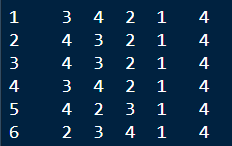 1 3 4 2 1 4
2 4 3 2 1 4
3 4 3 2 1 4
4 3 4 2 1 4
5 4 2 3 1 4
6 2 3 4 1 4